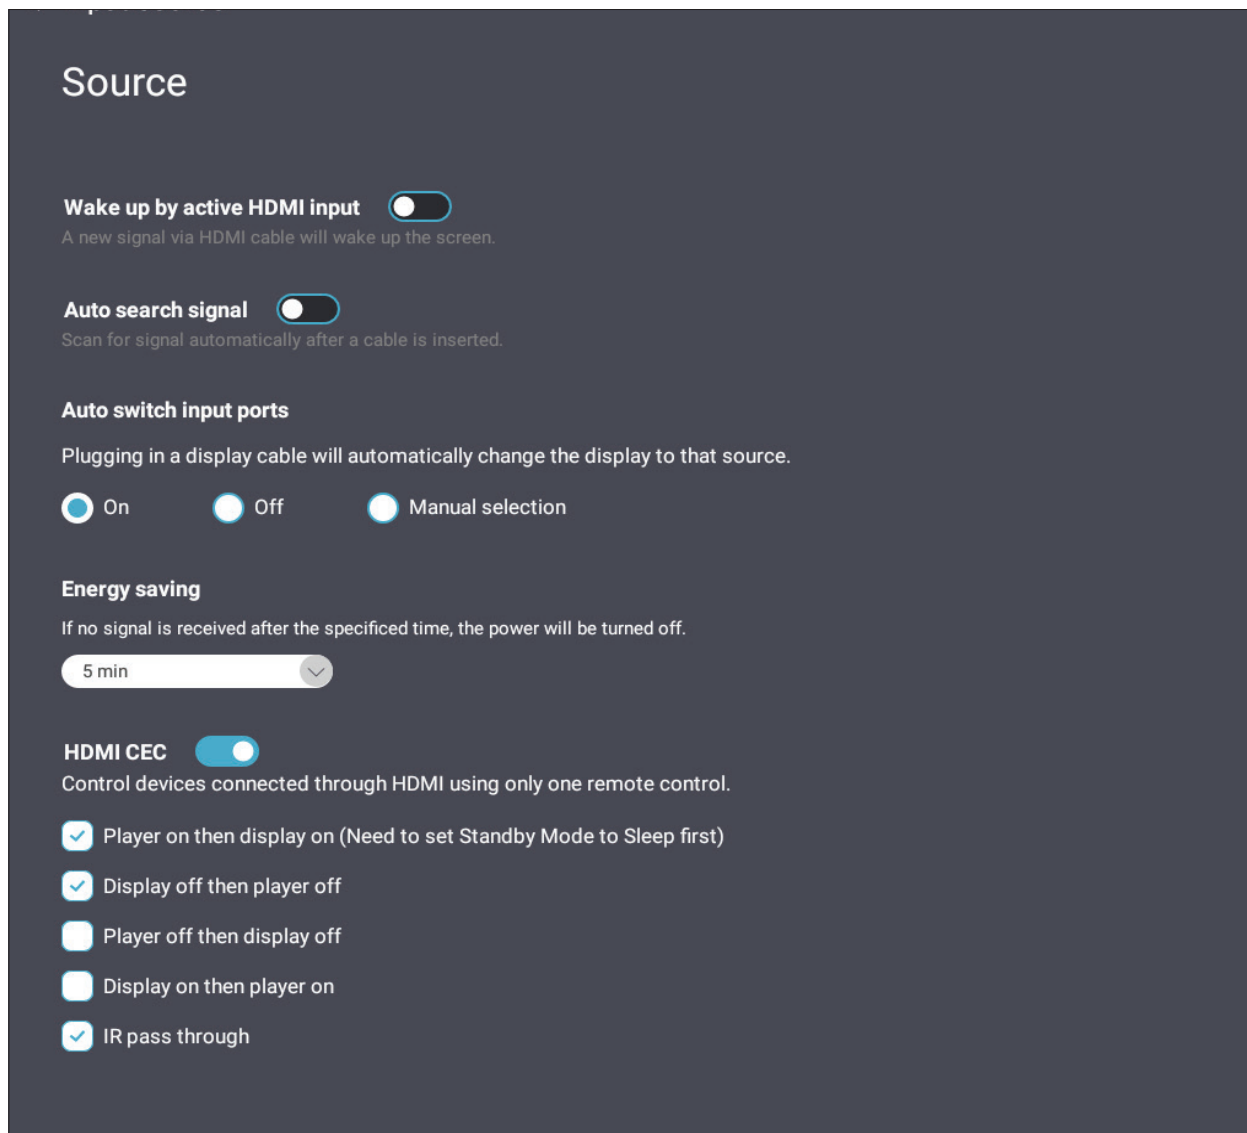 Source
Wake up by active HDMI input
A new signal via HDMI cable will wake up the screen.
Auto search signal
Scan for signal automatically after a cable is inserted.
Auto switch input ports
Plugging in a display cable will automatically change the display to that source.
On Off Manual selection
Energy saving
If no signal is received after the specificed time, the power will be turned off.
5 min
HDMI CEC
Control devices connected through HDMI using only one remote control.
Player on then display on (Need to set Standby Mode to Sleep first)
Display off then player off
Player off then display off
Display on then player on
IR pass through